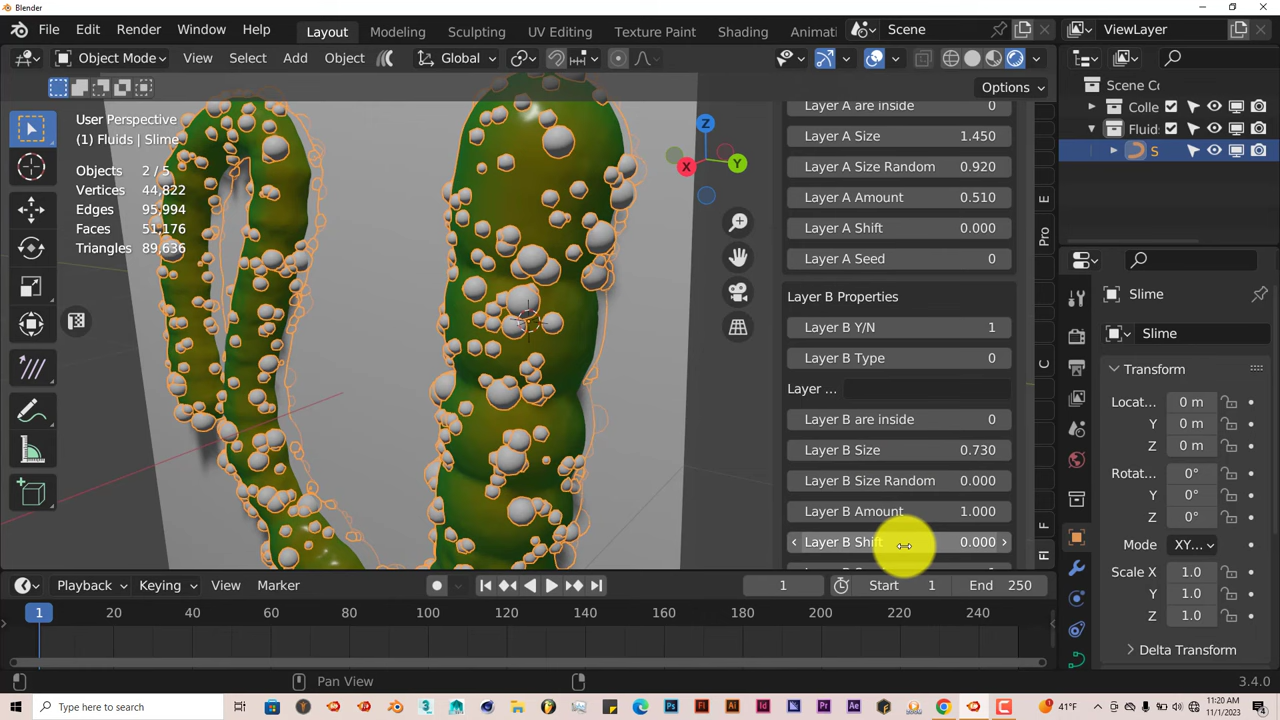 Blender
File Edit Render Window Help Layout Modeling Sculpting UV Editing Texture Paint Shading Animati Scene ViewLayer
Object Mode View Select Add Object Global
Options
User Perspective
(1) Fluids | Slime
Objects 2 / 5
Vertices 44,822
Edges 95,994
Faces 51,176
Triangles 89,636
Z
X
Y
Layer A are inside 0
Layer A Size 1.450
Layer A Size Random 0.920
Layer A Amount 0.510
Layer A Shift 0.000
Layer A Seed 0
Layer B Properties
Layer B Y/N 1
Layer B Type 0
Layer ...
Layer B are inside 0
Layer B Size 0.730
Layer B Size Random 0.000
Layer B Amount 1.000
Layer B Shift 0.000
E
Pro
C
F
Fl
Scene Co
Colle
Fluid
S
Slime
Slime
Transform
Locat... X 0 m
Y 0 m
Z 0 m
Rotat... X 0°
Y 0°
Z 0°
Mode XY...
Scale X 1.0
Y 1.0
Z 1.0
Delta Transform
Playback Keying View Marker 1 Start 1 End 250
1 20 40 60 80 100 120 140 160 180 200 220 240
Pan View
3.4.0
Type here to search
41°F
11:20 AM
11/1/2023